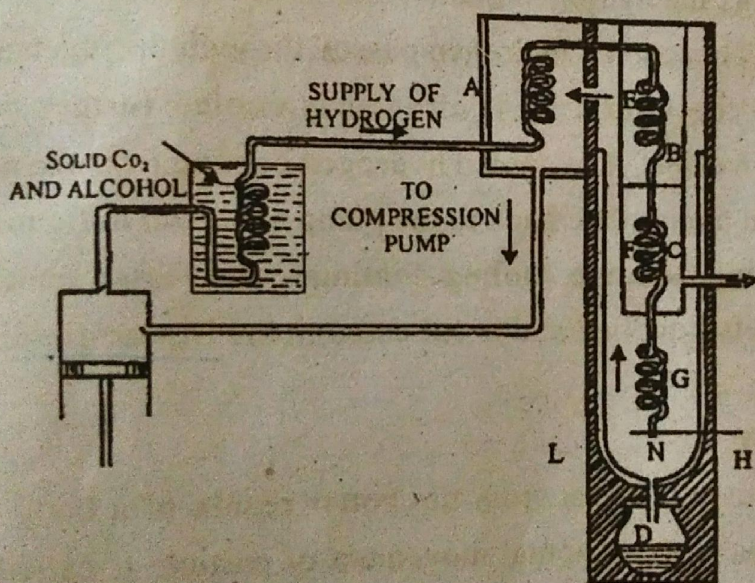 SUPPLY OF
HYDROGEN
SOLID CO₂
AND ALCOHOL
TO
COMPRESSION
PUMP
A
E
B
F
C
G
N
L
H
D